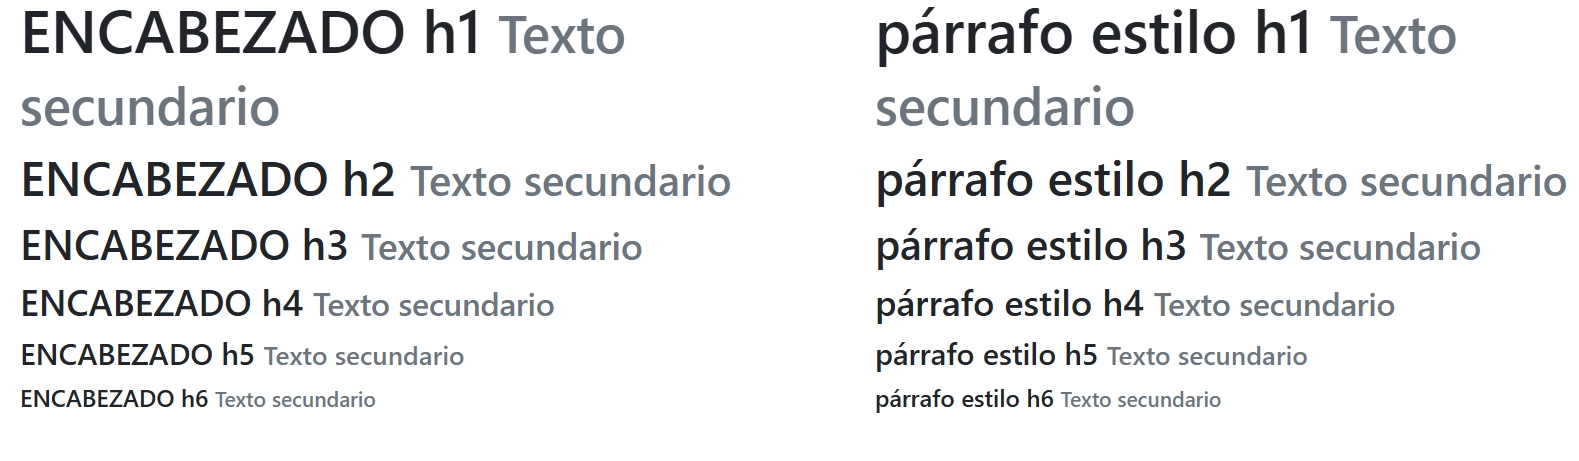 ENCABEZADO h1 Texto
secundario
ENCABEZADO h2 Texto secundario
ENCABEZADO h3 Texto secundario
ENCABEZADO h4 Texto secundario
ENCABEZADO h5 Texto secundario
ENCABEZADO h6 Texto secundario
párrafo estilo h1 Texto
secundario
párrafo estilo h2 Texto secundario
párrafo estilo h3 Texto secundario
párrafo estilo h4 Texto secundario
párrafo estilo h5 Texto secundario
párrafo estilo h6 Texto secundario